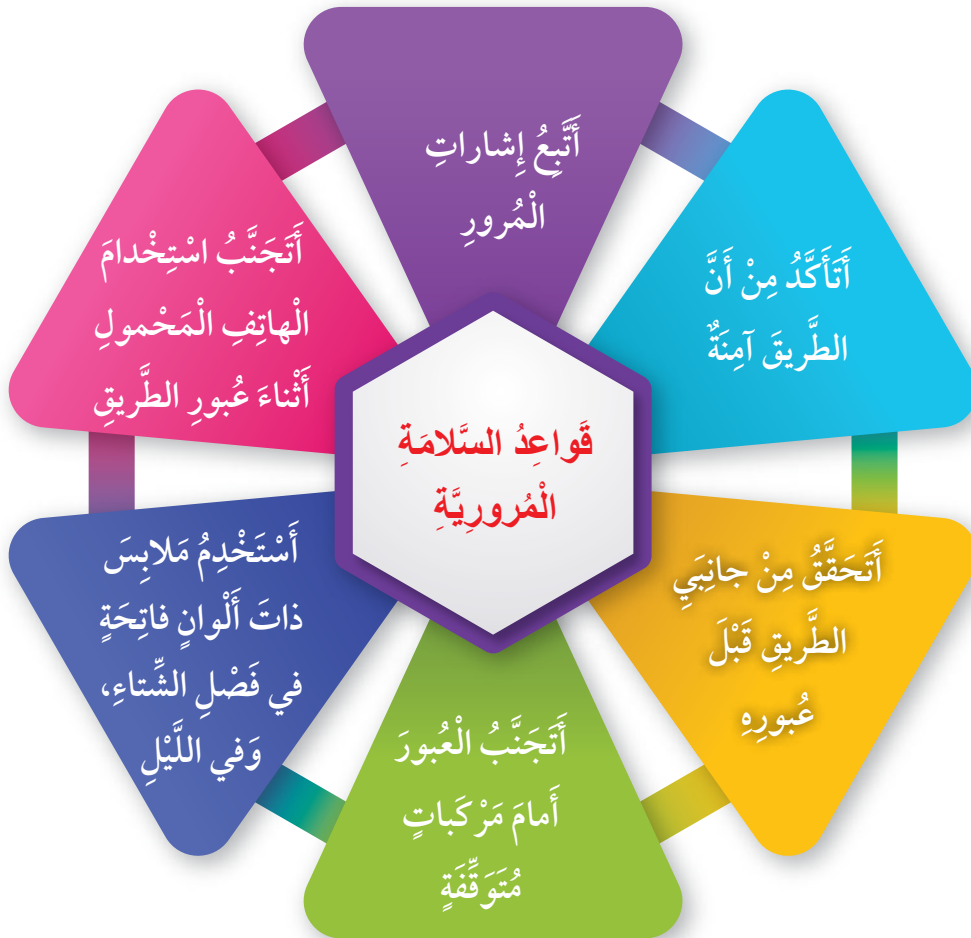 قَواعِدُ السَّلامَةِ
الْمُرورِيَّةِ
أَتَّبِعُ إِشاراتِ
الْمُرورِ
أَتَأَكَّدُ مِنْ أَنَّ
الطَّريقَ آمِنَةٌ
أَتَحَقَّقُ مِنْ جانِبَيِ
الطَّريقِ قَبْلَ
عُبورِهِ
أَتَجَنَّبُ الْعُبورَ
أَمامَ مَرْكَباتٍ
مُتَوَقِّفَةٍ
أَسْتَخْدِمُ مَلابِسَ
ذاتَ أَلْوانٍ فاتِحَةٍ
في فَصْلِ الشِّتاءِ،
وَفي اللَّيْلِ
أَتَجَنَّبُ اسْتِخْدامَ
الْهاتِفِ الْمَحْمولِ
أَثْناءَ عُبورِ الطَّريقِ